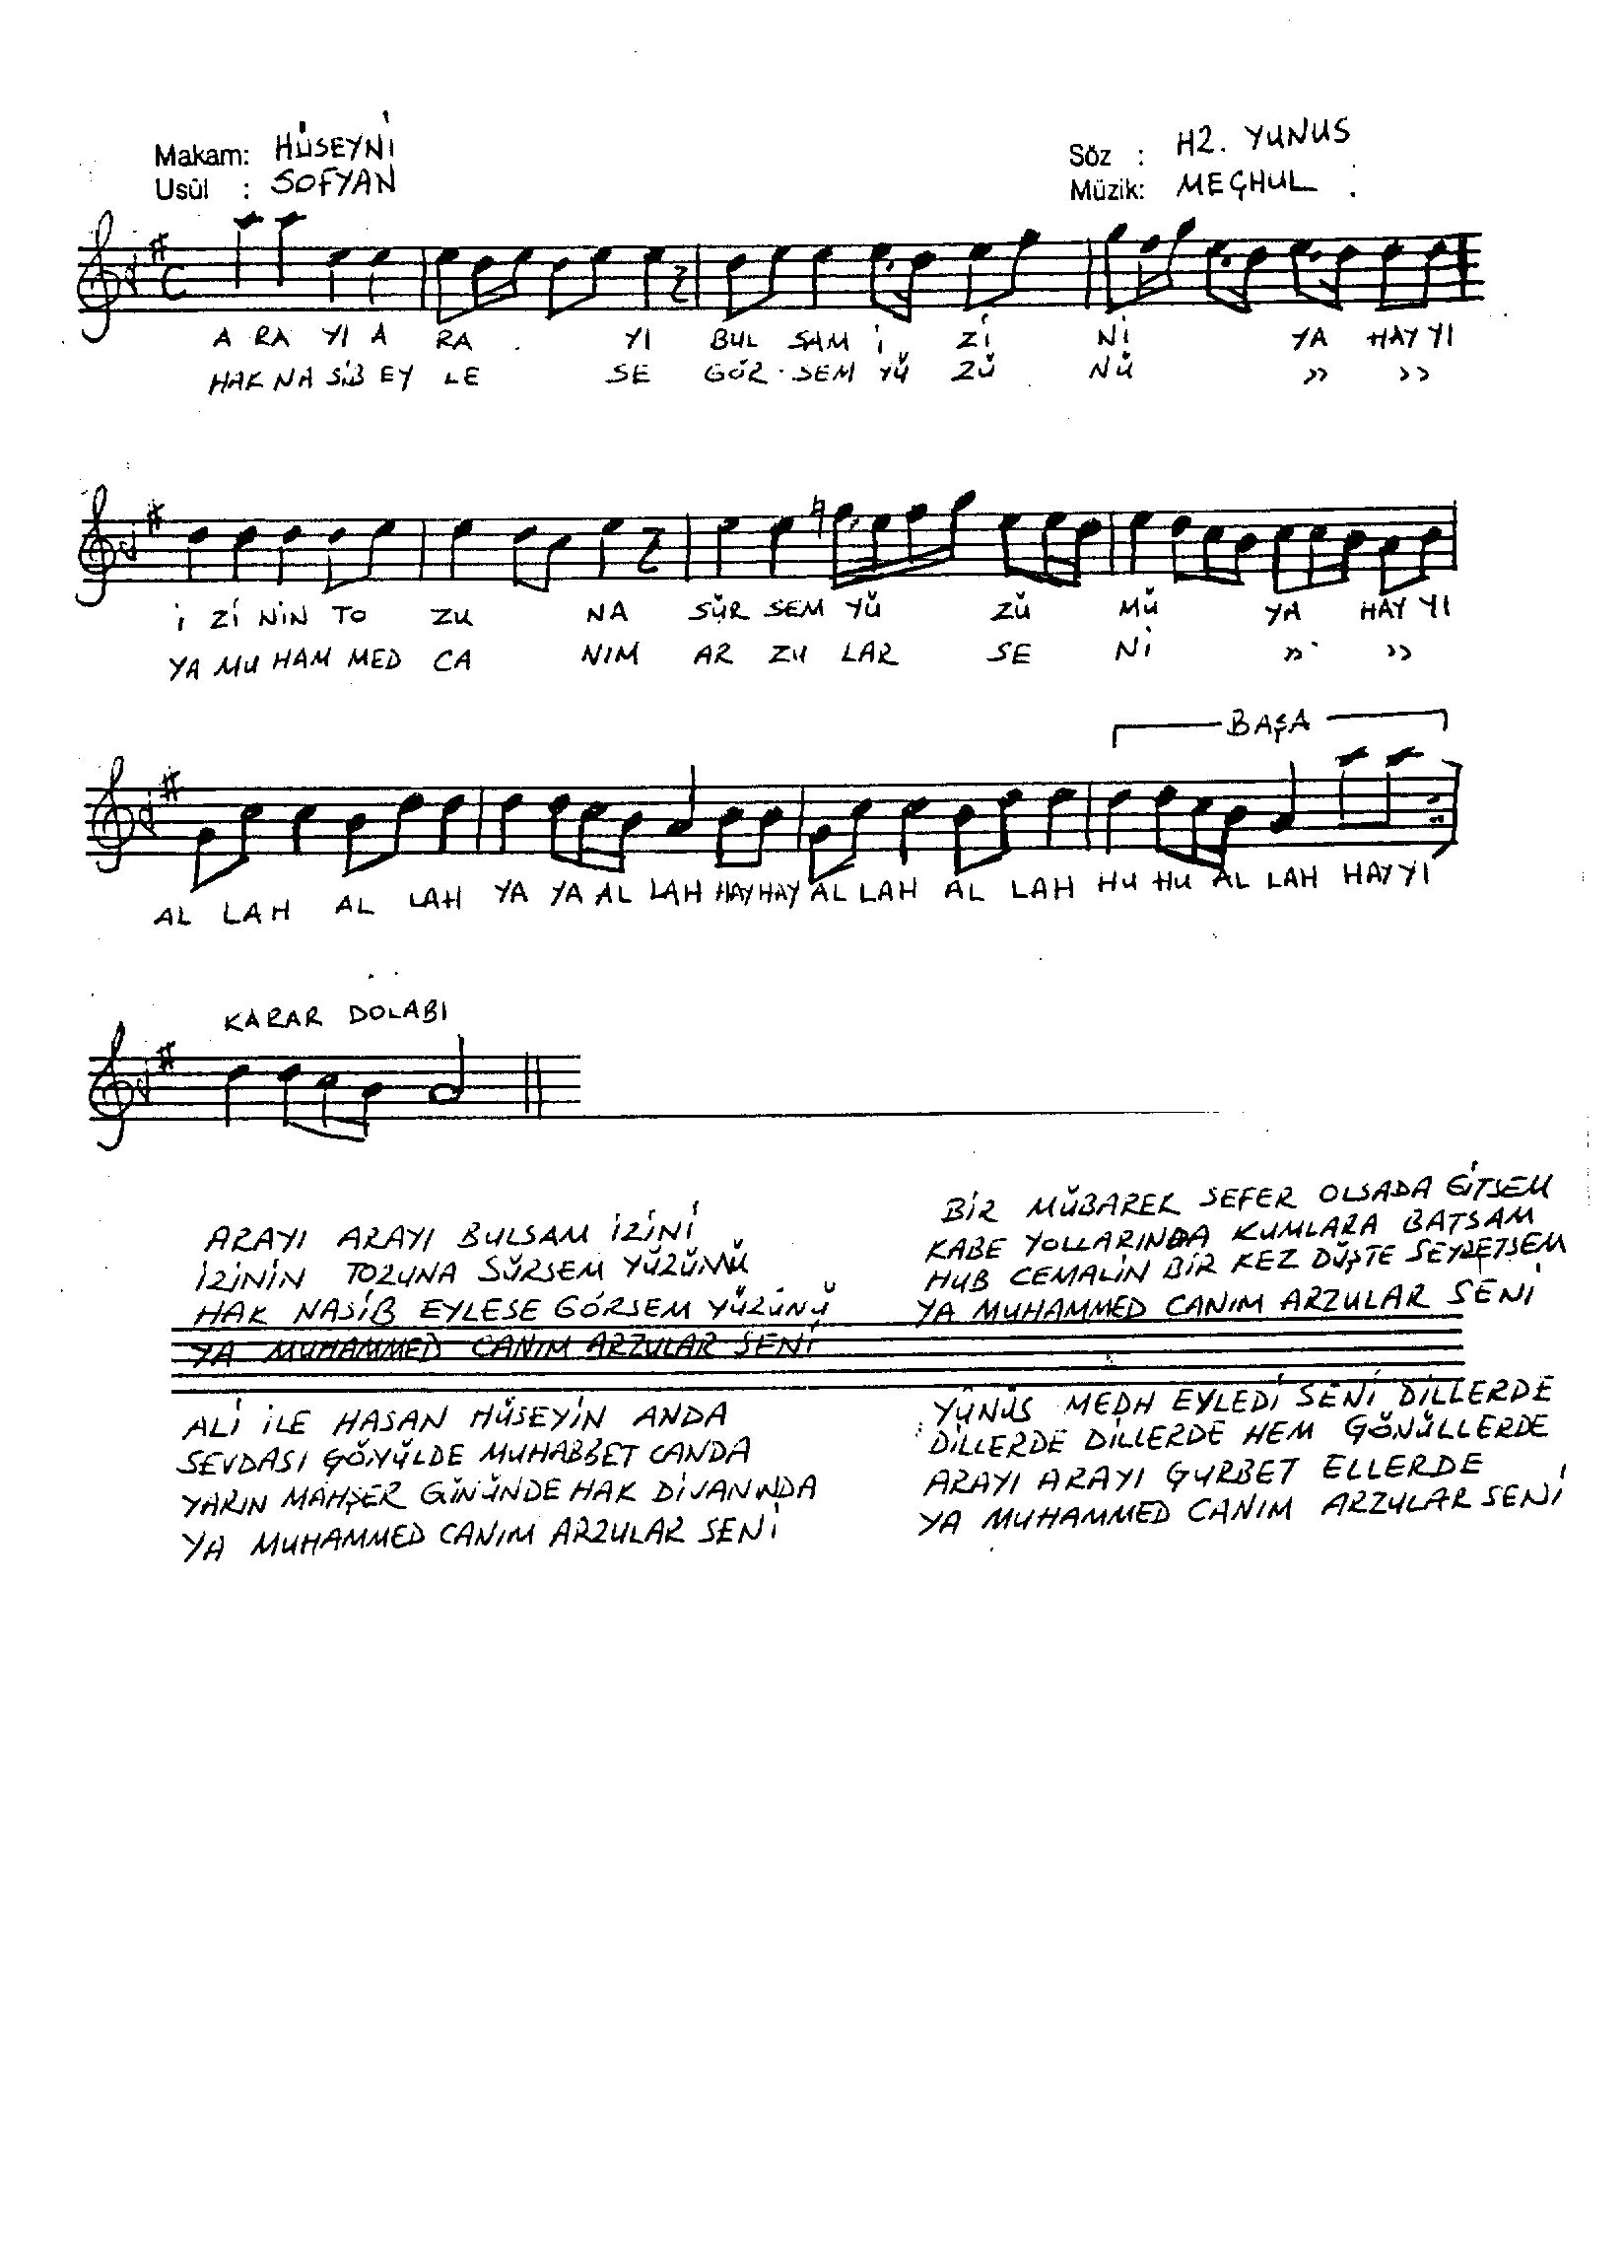 Makam: HÜSEYNİ
Usûl : SOFYAN
Söz : HZ. YUNUS
Müzik: MEÇHUL
A RA YI A RA . YI BUL SAM İ Zİ Nİ YA HAY YI
HAK NA SİB EY LE SE GÖR SEM YÜ ZÜ NÜ » »
İ Zİ NİN TO ZU NA SÜR SEM YÜ ZÜ MÜ YA HAY YI
YA MU HAM MED CA NIM AR ZU LAR SE Nİ » »
BAŞA
AL LAH AL LAH YA YA AL LAH HAY HAY AL LAH AL LAH HU HU AL LAH HAY YI
KARAR DOLABI
ARAYI ARAYI BULSAM İZİNİ
İZİNİN TOZUNA SÜRSEM YÜZÜMÜ
HAK NASİB EYLESE GÖRSEM YÜZÜNÜ
YA MUHAMMED CANIM ARZULAR SENİ
ALİ İLE HASAN HÜSEYİN ANDA
SEVDASI GÖNÜLDE MUHABBET CANDA
YARIN MAHŞER GÜNÜNDE HAK DİVANINDA
YA MUHAMMED CANIM ARZULAR SENİ
BİR MÜBAREK SEFER OLSADA GİTSEM
KABE YOLLARINDA KUMLARA BATSAM
HUB CEMALİN BİR KEZ DÜŞTE SEYRETSEM
YA MUHAMMED CANIM ARZULAR SENİ
YÜNÜS MEDH EYLEDİ SENİ DİLLERDE
DİLLERDE DİLLERDE HEM GÖNÜLLERDE
ARAYI ARAYI GURBET ELLERDE
YA MUHAMMED CANIM ARZULAR SENİ